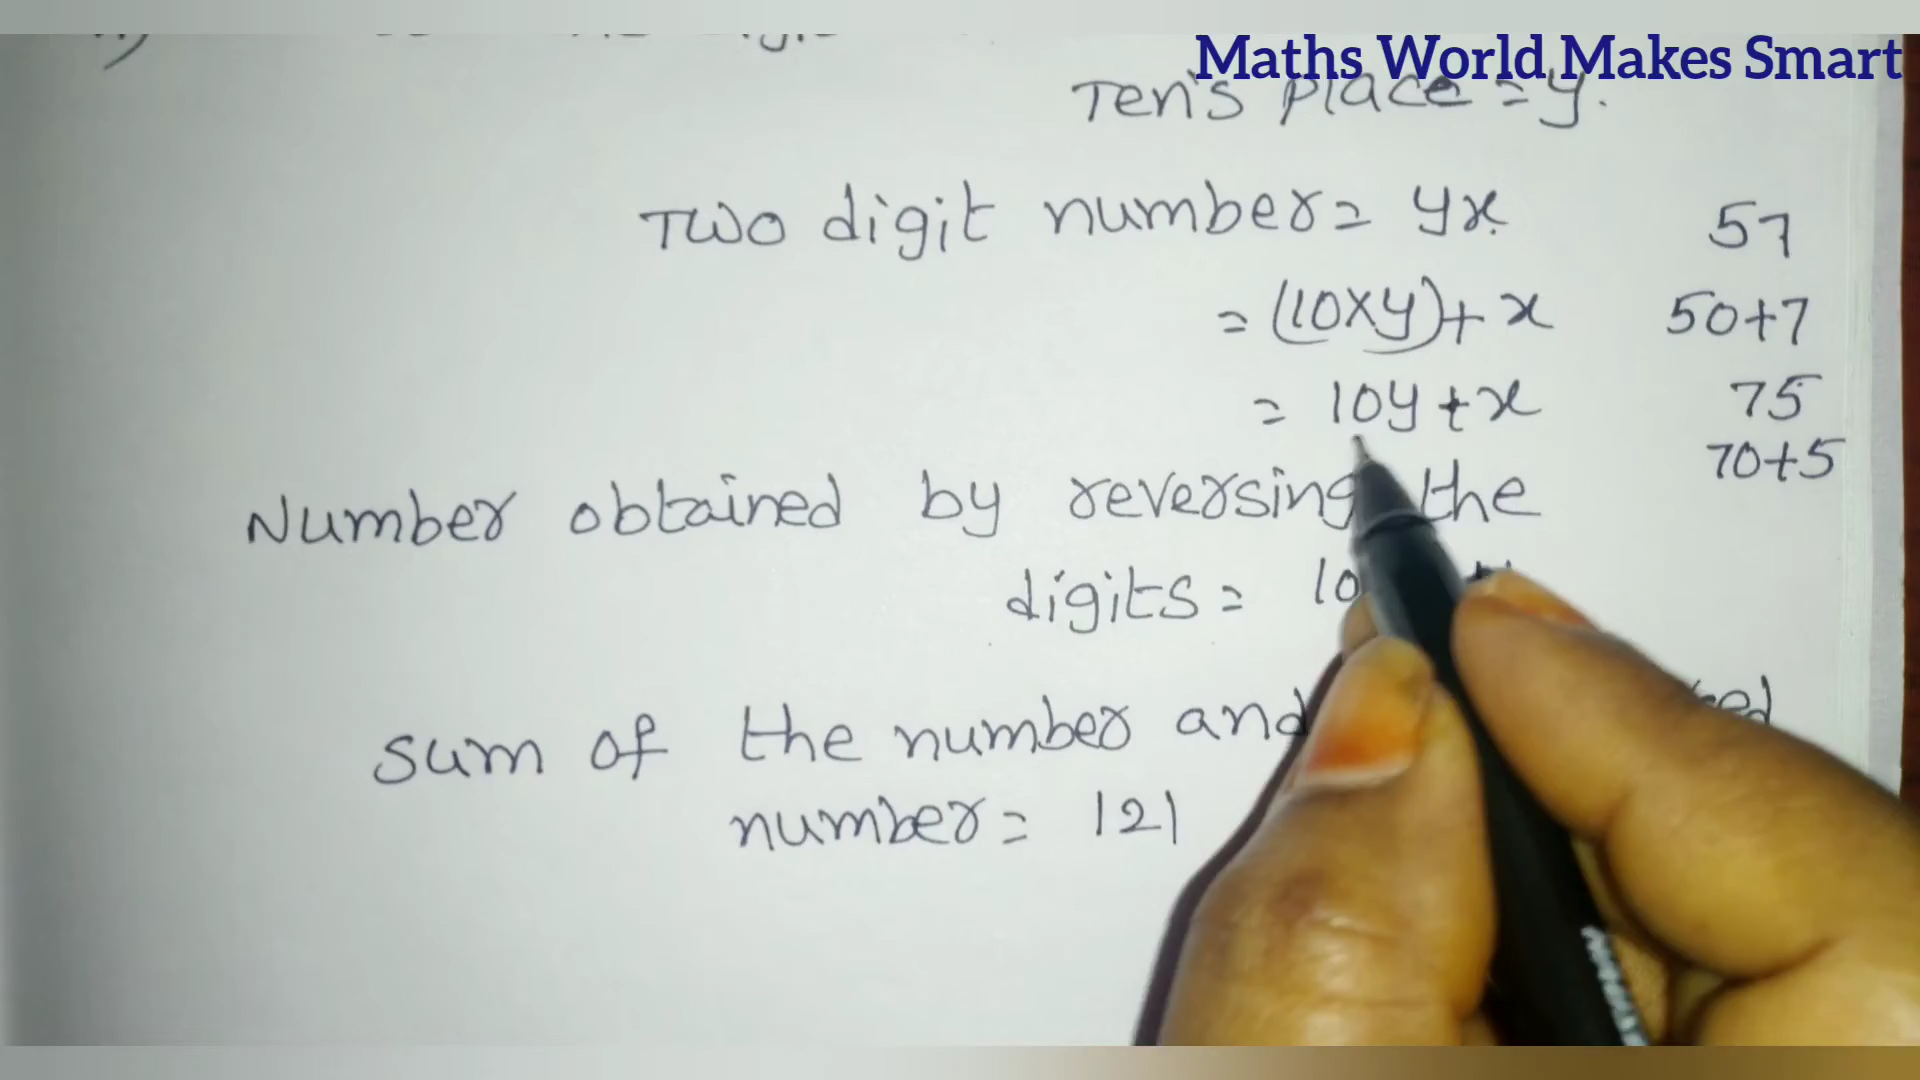 Maths World Makes Smart
Ten's place = y.
Two digit number = yx
57
= (10xy) + x
50+7
= 10y + x
75
70+5
Number obtained by reversing the
digits = 10
sum of the number and
number = 121